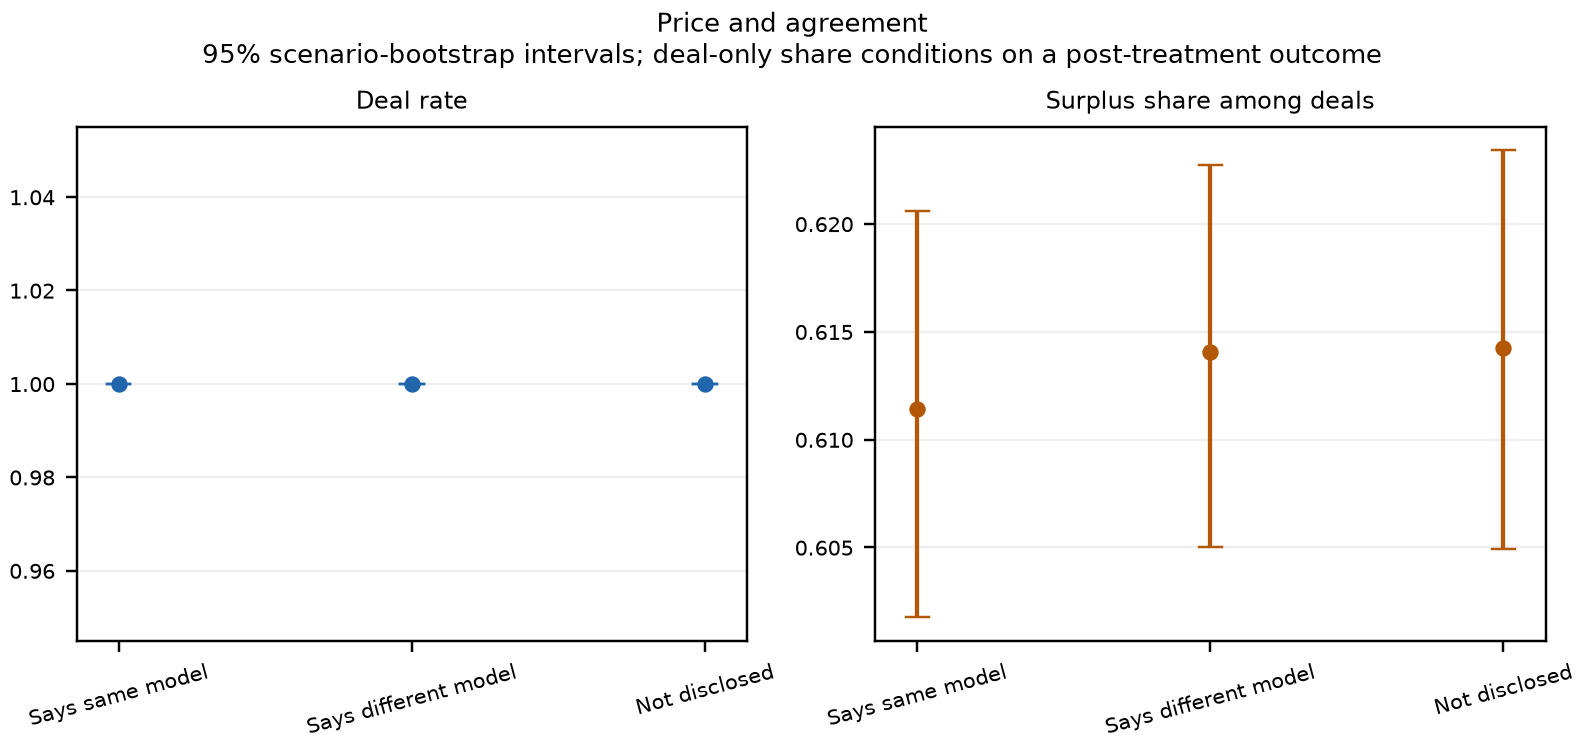 Price and agreement
95% scenario-bootstrap intervals; deal-only share conditions on a post-treatment outcome
Deal rate
1.04
1.02
1.00
0.98
0.96
Says same model
Says different model
Not disclosed
Surplus share among deals
0.620
0.615
0.610
0.605
Says same model
Says different model
Not disclosed